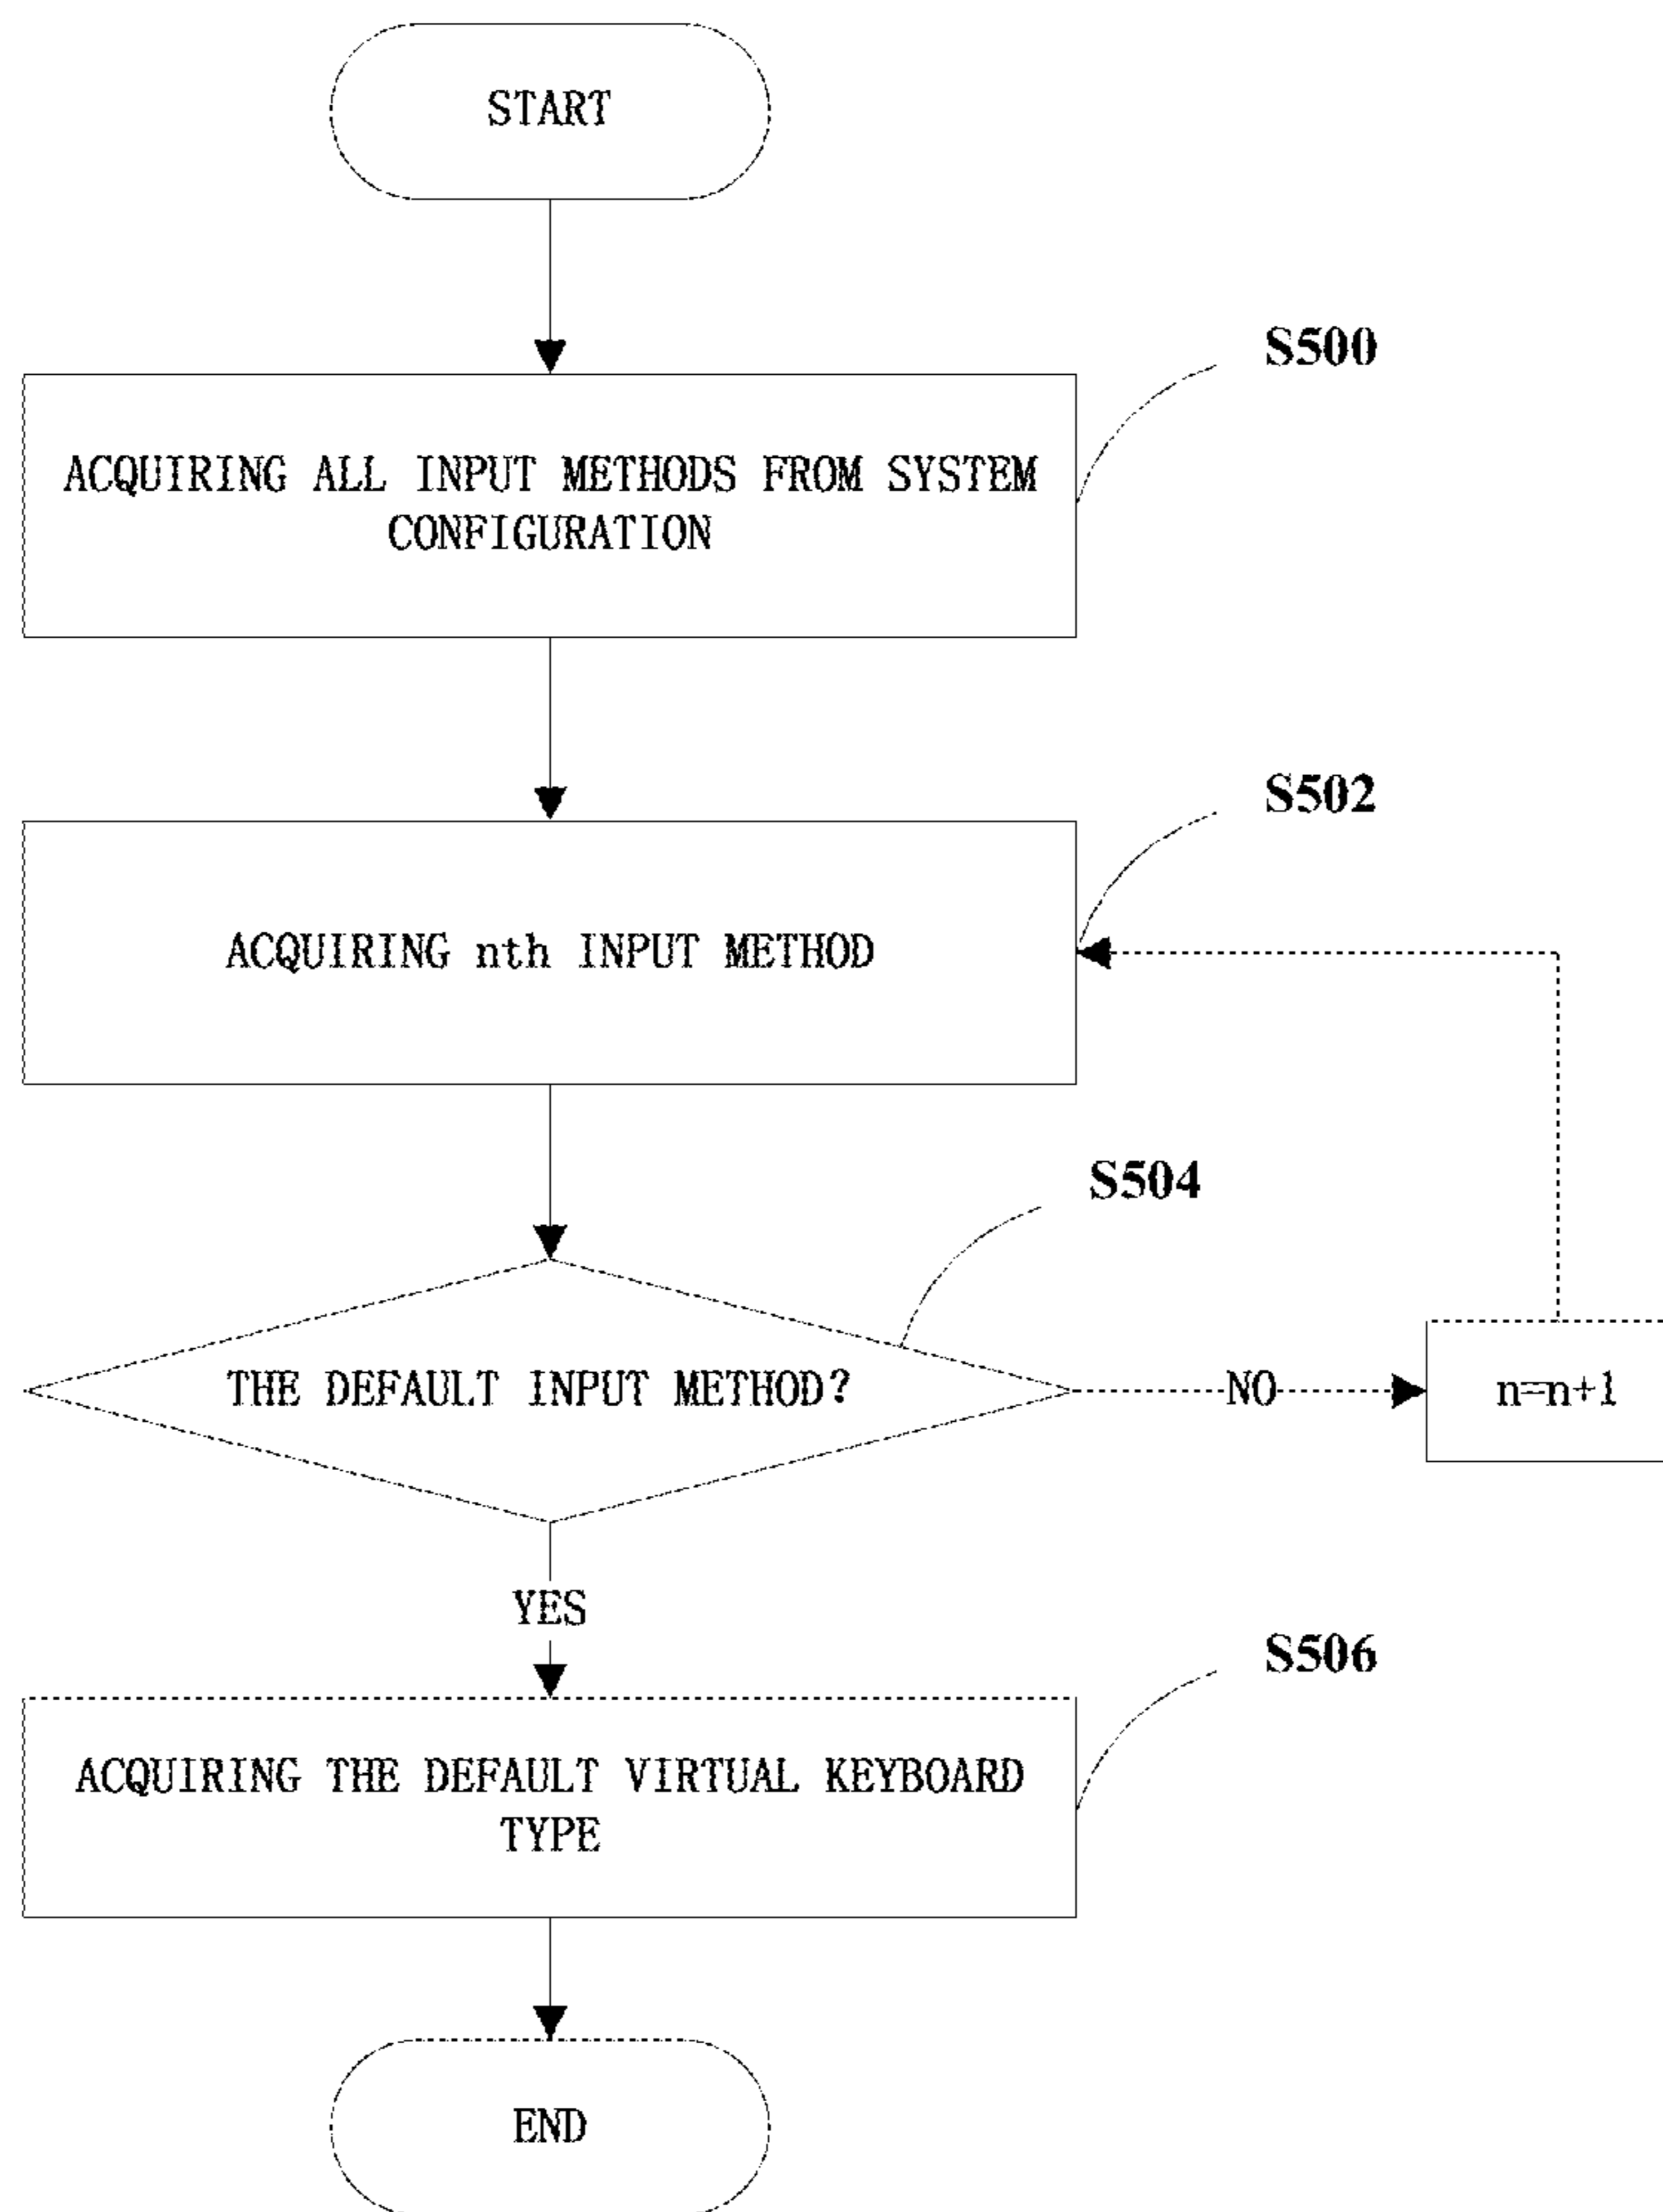 START
S500
ACQUIRING ALL INPUT METHODS FROM SYSTEM
CONFIGURATION
S502
ACQUIRING nth INPUT METHOD
S504
THE DEFAULT INPUT METHOD?
NO
n=n+1
YES
S506
ACQUIRING THE DEFAULT VIRTUAL KEYBOARD
TYPE
END